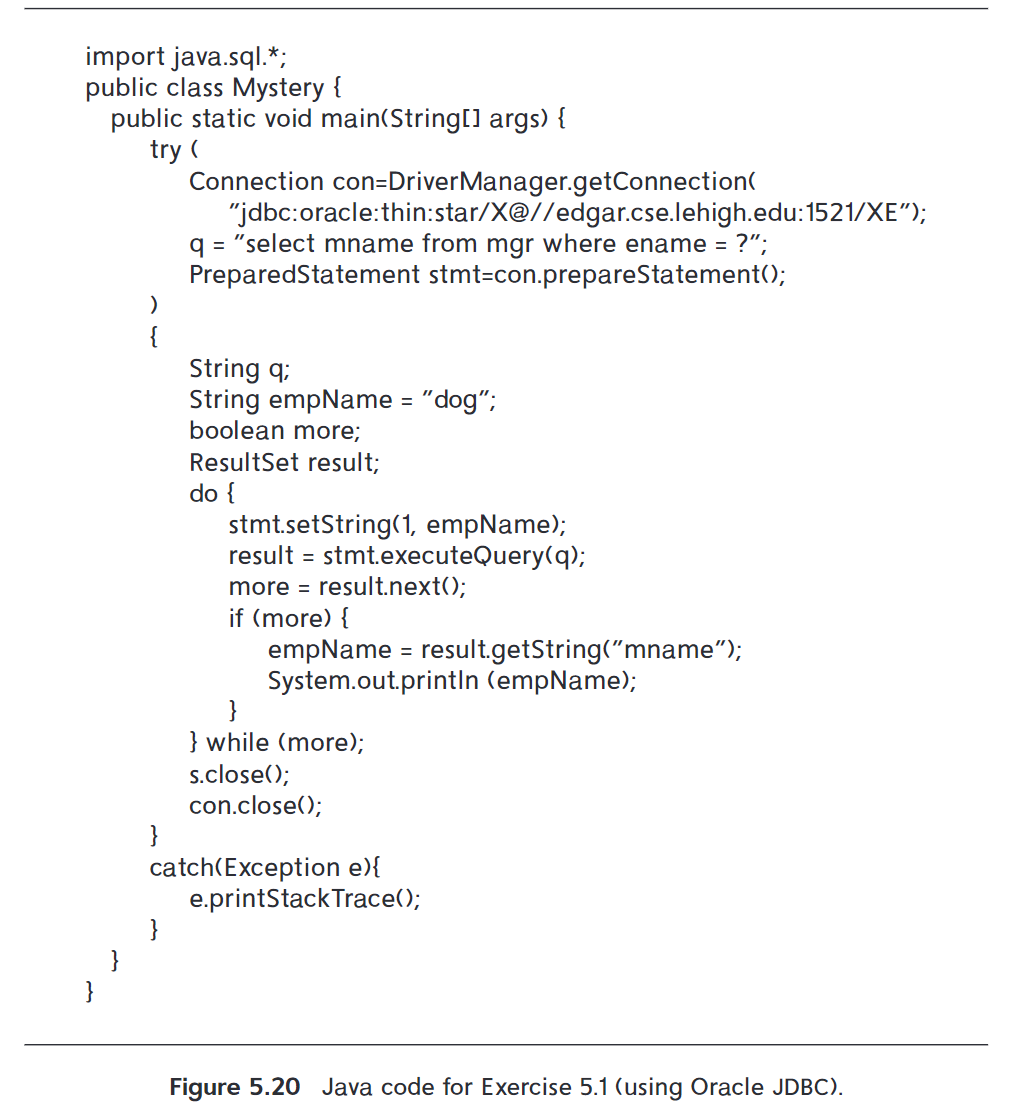 import java.sql.*;
public class Mystery {
public static void main(String[] args) {
try (
Connection con=DriverManager.getConnection(
"jdbc:oracle:thin:star/X@//edgar.cse.lehigh.edu:1521/XE");
q = "select mname from mgr where ename = ?";
PreparedStatement stmt=con.prepareStatement();
)
{
String q;
String empName = "dog";
boolean more;
ResultSet result;
do {
stmt.setString(1, empName);
result = stmt.executeQuery(q);
more = result.next();
if (more) {
empName = result.getString("mname");
System.out.println (empName);
}
} while (more);
s.close();
con.close();
}
catch(Exception e){
e.printStackTrace();
}
}
}
Figure 5.20 Java code for Exercise 5.1 (using Oracle JDBC).